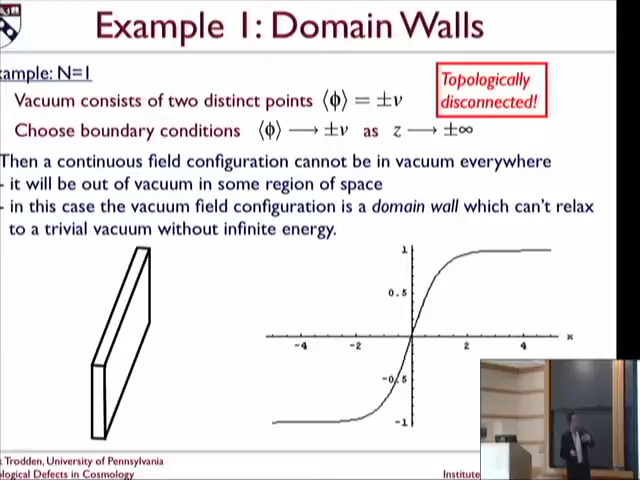 Example 1: Domain Walls
ample: N=1
Topologically
disconnected!
Vacuum consists of two distinct points ⟨ϕ⟩ = ±v
Choose boundary conditions ⟨ϕ⟩ ⟶ ±v as z ⟶ ±∞
Then a continuous field configuration cannot be in vacuum everywhere
- it will be out of vacuum in some region of space
- in this case the vacuum field configuration is a domain wall which can't relax
to a trivial vacuum without infinite energy.
1
0.5
-4 -2 2 4 x
-0.5
-1
Trodden, University of Pennsylvania
ological Defects in Cosmology
Institute